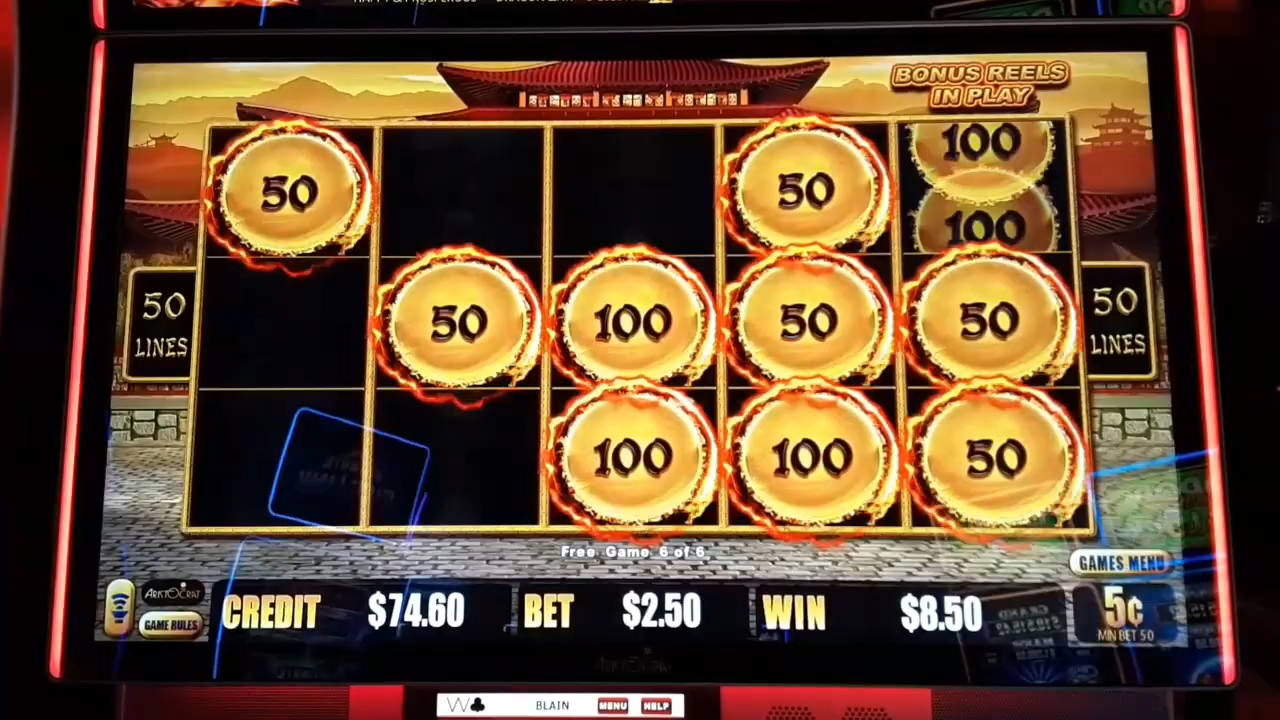 BONUS REELS
IN PLAY
50
50
100
100
50
LINES
50
100
50
50
50
LINES
100
100
50
Free Game 6 of 6
GAMES MENU
ARISTOCRAT
GAME RULES
CREDIT $74.60 BET $2.50 WIN $8.50
5¢
MIN BET 50
W BLAIN MENU HELP